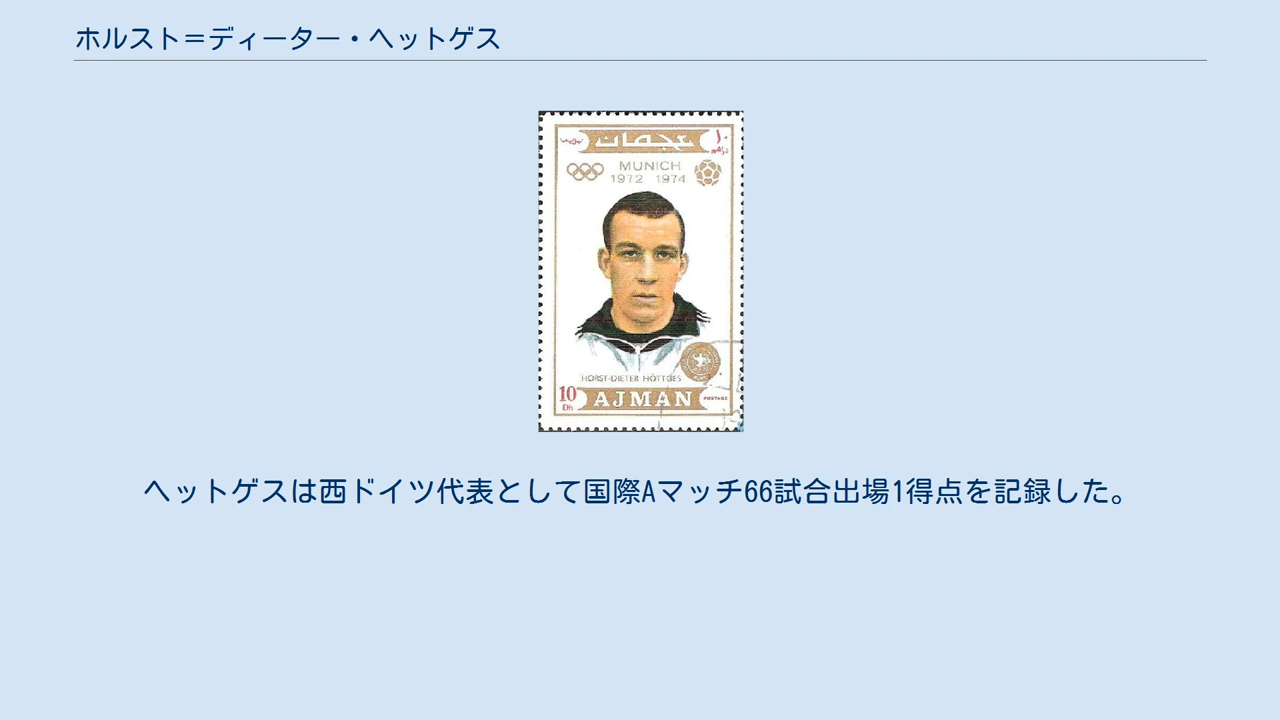 ホルスト＝ディーター・ヘットゲス
عجمان
١٠
MUNICH
1972 1974
HORST-DIETER HÖTTGES
10
Dh
AJMAN
POSTAGE
ヘットゲスは西ドイツ代表として国際Aマッチ66試合出場1得点を記録した。